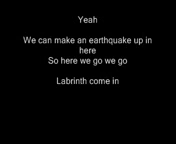 Yeah
We can make an earthquake up in
here
So here we go we go
Labrinth come in